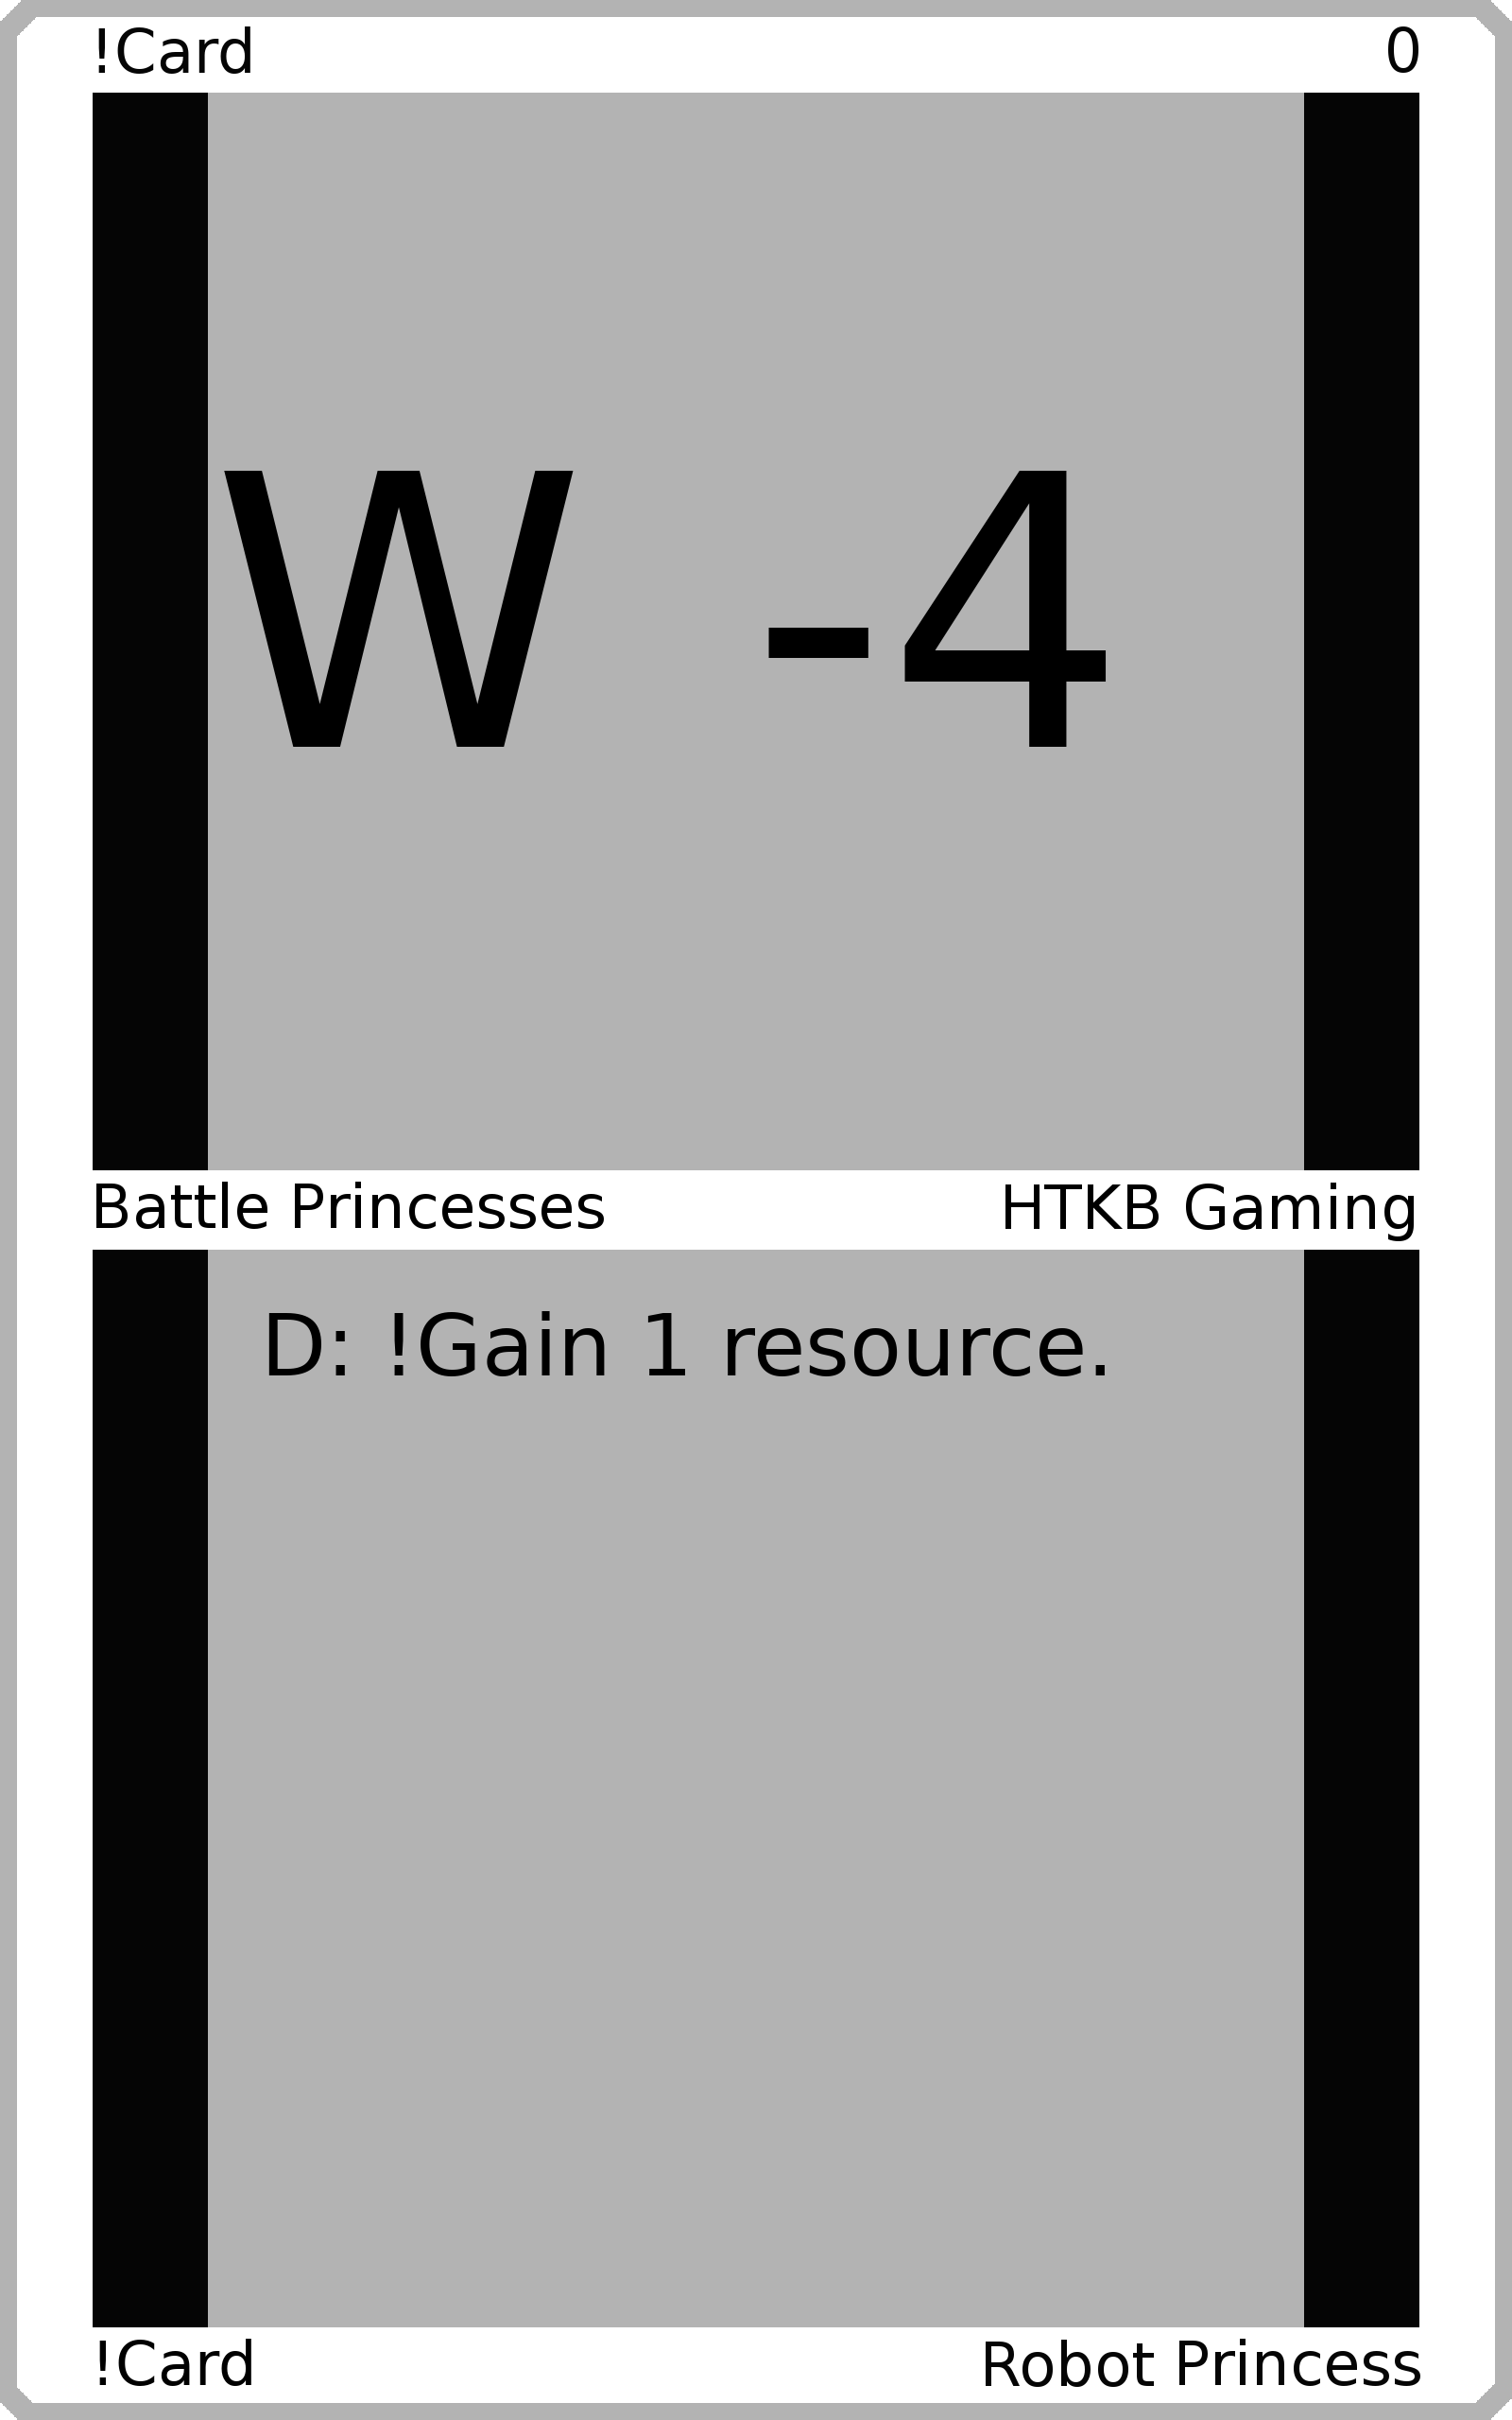 !Card 0
W -4
Battle Princesses HTKB Gaming
D: !Gain 1 resource.
!Card Robot Princess